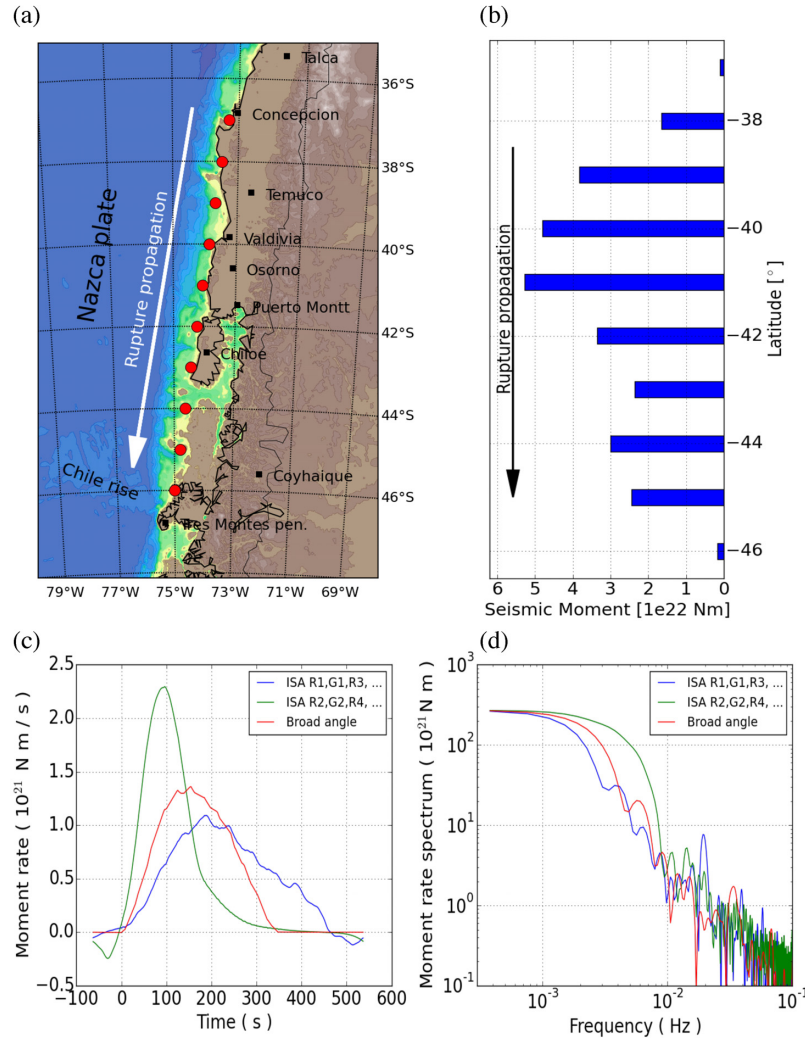 (a)
Talca
36°S
Concepcion
38°S
Temuco
40°S
Valdivia
Osorno
Puerto Montt
42°S
Chiloe
44°S
Coyhaique
46°S
Tres Montes pen.
Nazca plate
Rupture propagation
Chile rise
79°W 77°W 75°W 73°W 71°W 69°W
(b)
−38
−40
−42
−44
−46
Latitude [°]
Rupture propagation
6 5 4 3 2 1 0
Seismic Moment [1e22 Nm]
(c)
Moment rate ( 10²¹ N m / s )
2.5
2.0
1.5
1.0
0.5
0.0
−0.5
−100 0 100 200 300 400 500 600
Time ( s )
ISA R1,G1,R3, ...
ISA R2,G2,R4, ...
Broad angle
(d)
Moment rate spectrum ( 10²¹ N m )
10³
10²
10¹
10⁰
10⁻¹
10⁻³ 10⁻² 10⁻¹
Frequency ( Hz )
ISA R1,G1,R3, ...
ISA R2,G2,R4, ...
Broad angle